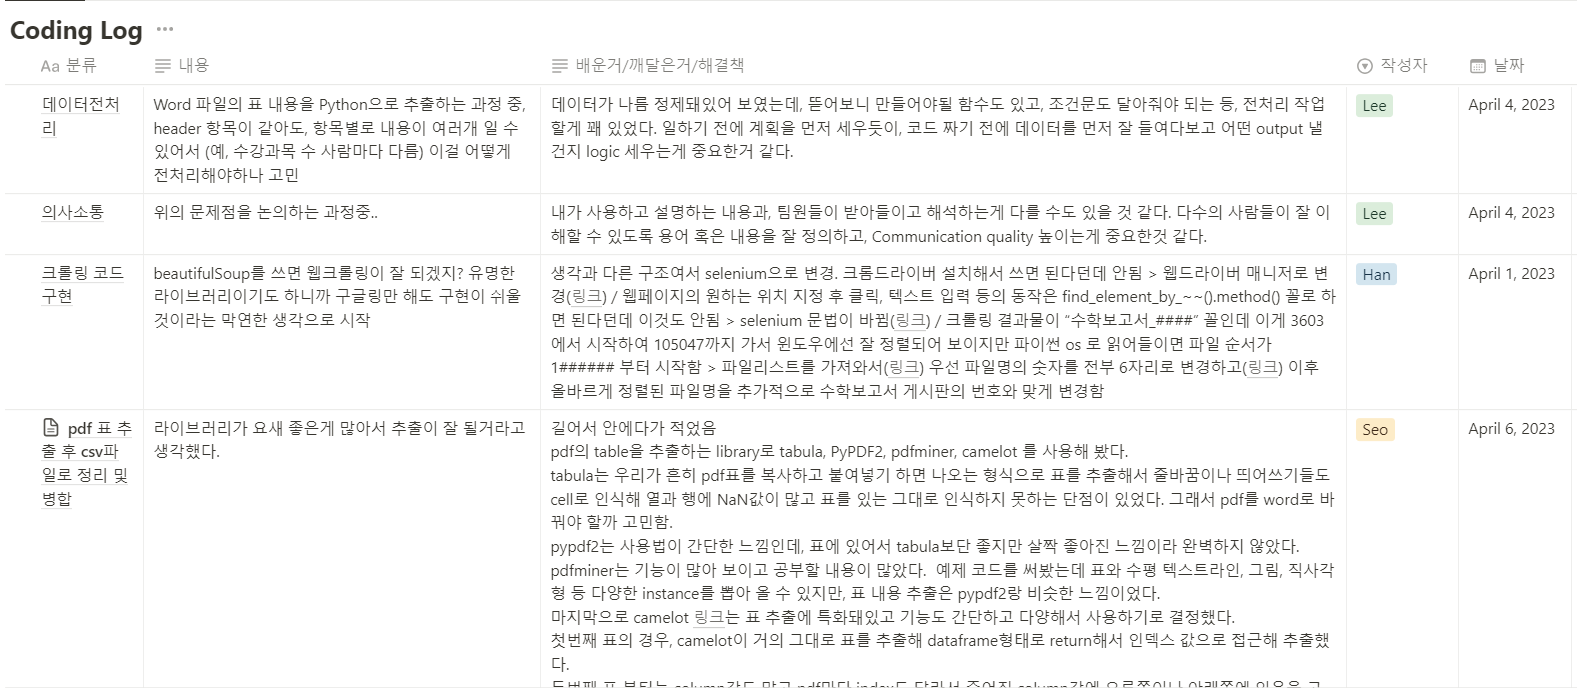 Coding Log ···
Aa 분류
내용
배운거/깨달은거/해결책
작성자
날짜
데이터전처
리
Word 파일의 표 내용을 Python으로 추출하는 과정 중,
header 항목이 같아도, 항목별로 내용이 여러개 일 수
있어서 (예, 수강과목 수 사람마다 다름) 이걸 어떻게
전처리해야하나 고민
데이터가 나름 정제돼있어 보였는데, 뜯어보니 만들어야될 함수도 있고, 조건문도 달아줘야 되는 등, 전처리 작업
할게 꽤 있었다. 일하기 전에 계획을 먼저 세우듯이, 코드 짜기 전에 데이터를 먼저 잘 들여다보고 어떤 output 낼
건지 logic 세우는게 중요한거 같다.
Lee
April 4, 2023
의사소통
위의 문제점을 논의하는 과정중..
내가 사용하고 설명하는 내용과, 팀원들이 받아들이고 해석하는게 다를 수도 있을 것 같다. 다수의 사람들이 잘 이
해할 수 있도록 용어 혹은 내용을 잘 정의하고, Communication quality 높이는게 중요한것 같다.
Lee
April 4, 2023
크롤링 코드
구현
beautifulSoup를 쓰면 웹크롤링이 잘 되겠지? 유명한
라이브러리이기도 하니까 구글링만 해도 구현이 쉬울
것이라는 막연한 생각으로 시작
생각과 다른 구조여서 selenium으로 변경. 크롬드라이버 설치해서 쓰면 된다던데 안됨 > 웹드라이버 매니저로 변
경(링크) / 웹페이지의 원하는 위치 지정 후 클릭, 텍스트 입력 등의 동작은 find_element_by_~~().method() 꼴로 하
면 된다던데 이것도 안됨 > selenium 문법이 바뀜(링크) / 크롤링 결과물이 “수학보고서_####” 꼴인데 이게 3603
에서 시작하여 105047까지 가서 윈도우에선 잘 정렬되어 보이지만 파이썬 os 로 읽어들이면 파일 순서가
1###### 부터 시작함 > 파일리스트를 가져와서(링크) 우선 파일명의 숫자를 전부 6자리로 변경하고(링크) 이후
올바르게 정렬된 파일명을 추가적으로 수학보고서 게시판의 번호와 맞게 변경함
Han
April 1, 2023
pdf 표 추
출 후 csv파
일로 정리 및
병합
라이브러리가 요새 좋은게 많아서 추출이 잘 될거라고
생각했다.
길어서 안에다가 적었음
pdf의 table을 추출하는 library로 tabula, PyPDF2, pdfminer, camelot 를 사용해 봤다.
tabula는 우리가 흔히 pdf표를 복사하고 붙여넣기 하면 나오는 형식으로 표를 추출해서 줄바꿈이나 띄어쓰기들도
cell로 인식해 열과 행에 NaN값이 많고 표를 있는 그대로 인식하지 못하는 단점이 있었다. 그래서 pdf를 word로 바
꿔야 할까 고민함.
pypdf2는 사용법이 간단한 느낌인데, 표에 있어서 tabula보단 좋지만 살짝 좋아진 느낌이라 완벽하지 않았다.
pdfminer는 기능이 많아 보이고 공부할 내용이 많았다. 예제 코드를 써봤는데 표와 수평 텍스트라인, 그림, 직사각
형 등 다양한 instance를 뽑아 올 수 있지만, 표 내용 추출은 pypdf2랑 비슷한 느낌이었다.
마지막으로 camelot 링크는 표 추출에 특화돼있고 기능도 간단하고 다양해서 사용하기로 결정했다.
첫번째 표의 경우, camelot이 거의 그대로 표를 추출해 dataframe형태로 return해서 인덱스 값으로 접근해 추출했
다.
Seo
April 6, 2023